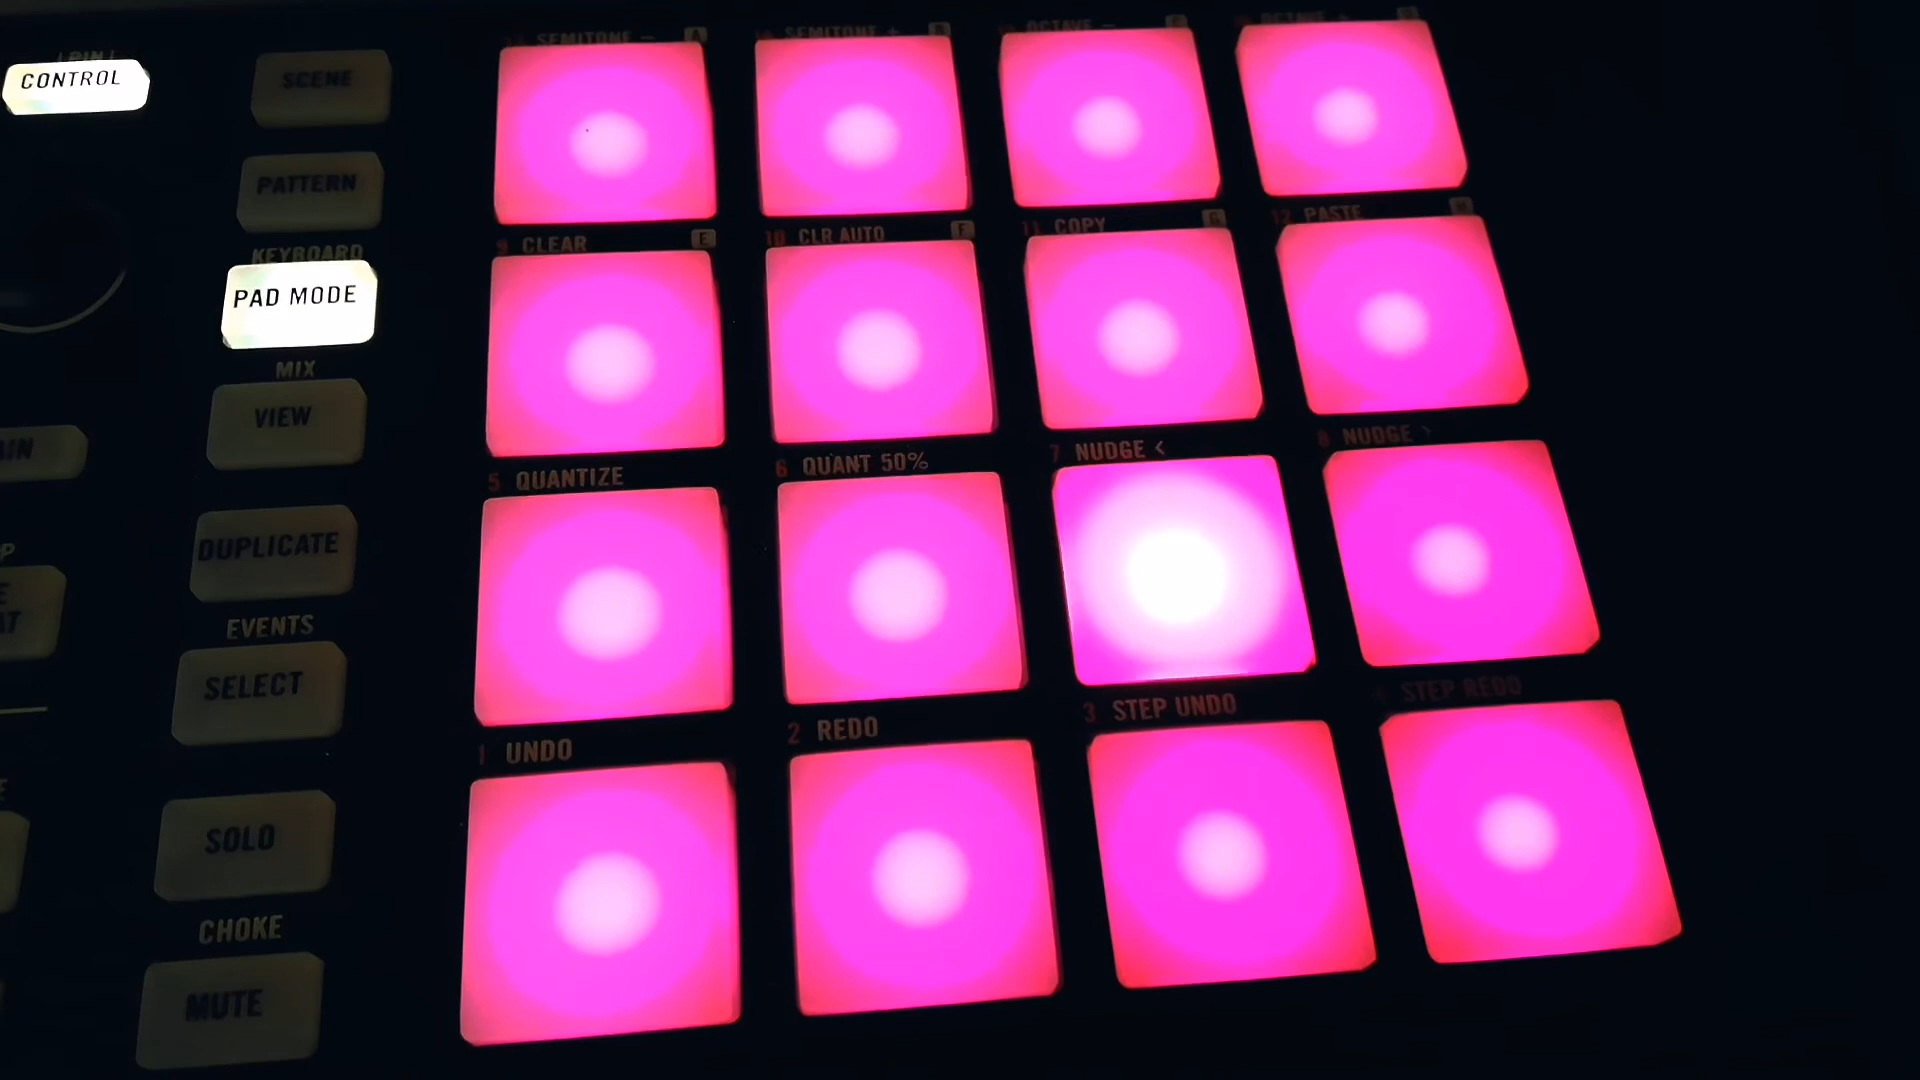 CONTROL
SCENE
PATTERN
KEYBOARD
PAD MODE
MIX
VIEW
DUPLICATE
EVENTS
SELECT
SOLO
CHOKE
MUTE
SEMITONE − A
SEMITONE +
OCTAVE −
OCTAVE +
9 CLEAR E
10 CLR AUTO F
11 COPY G
12 PASTE H
5 QUANTIZE
6 QUANT 50%
7 NUDGE <
8 NUDGE >
1 UNDO
2 REDO
3 STEP UNDO
4 STEP REDO